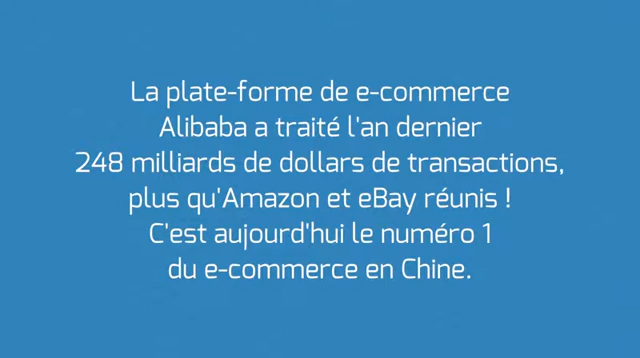 La plate-forme de e-commerce
Alibaba a traité l'an dernier
248 milliards de dollars de transactions,
plus qu'Amazon et eBay réunis !
C'est aujourd'hui le numéro 1
du e-commerce en Chine.